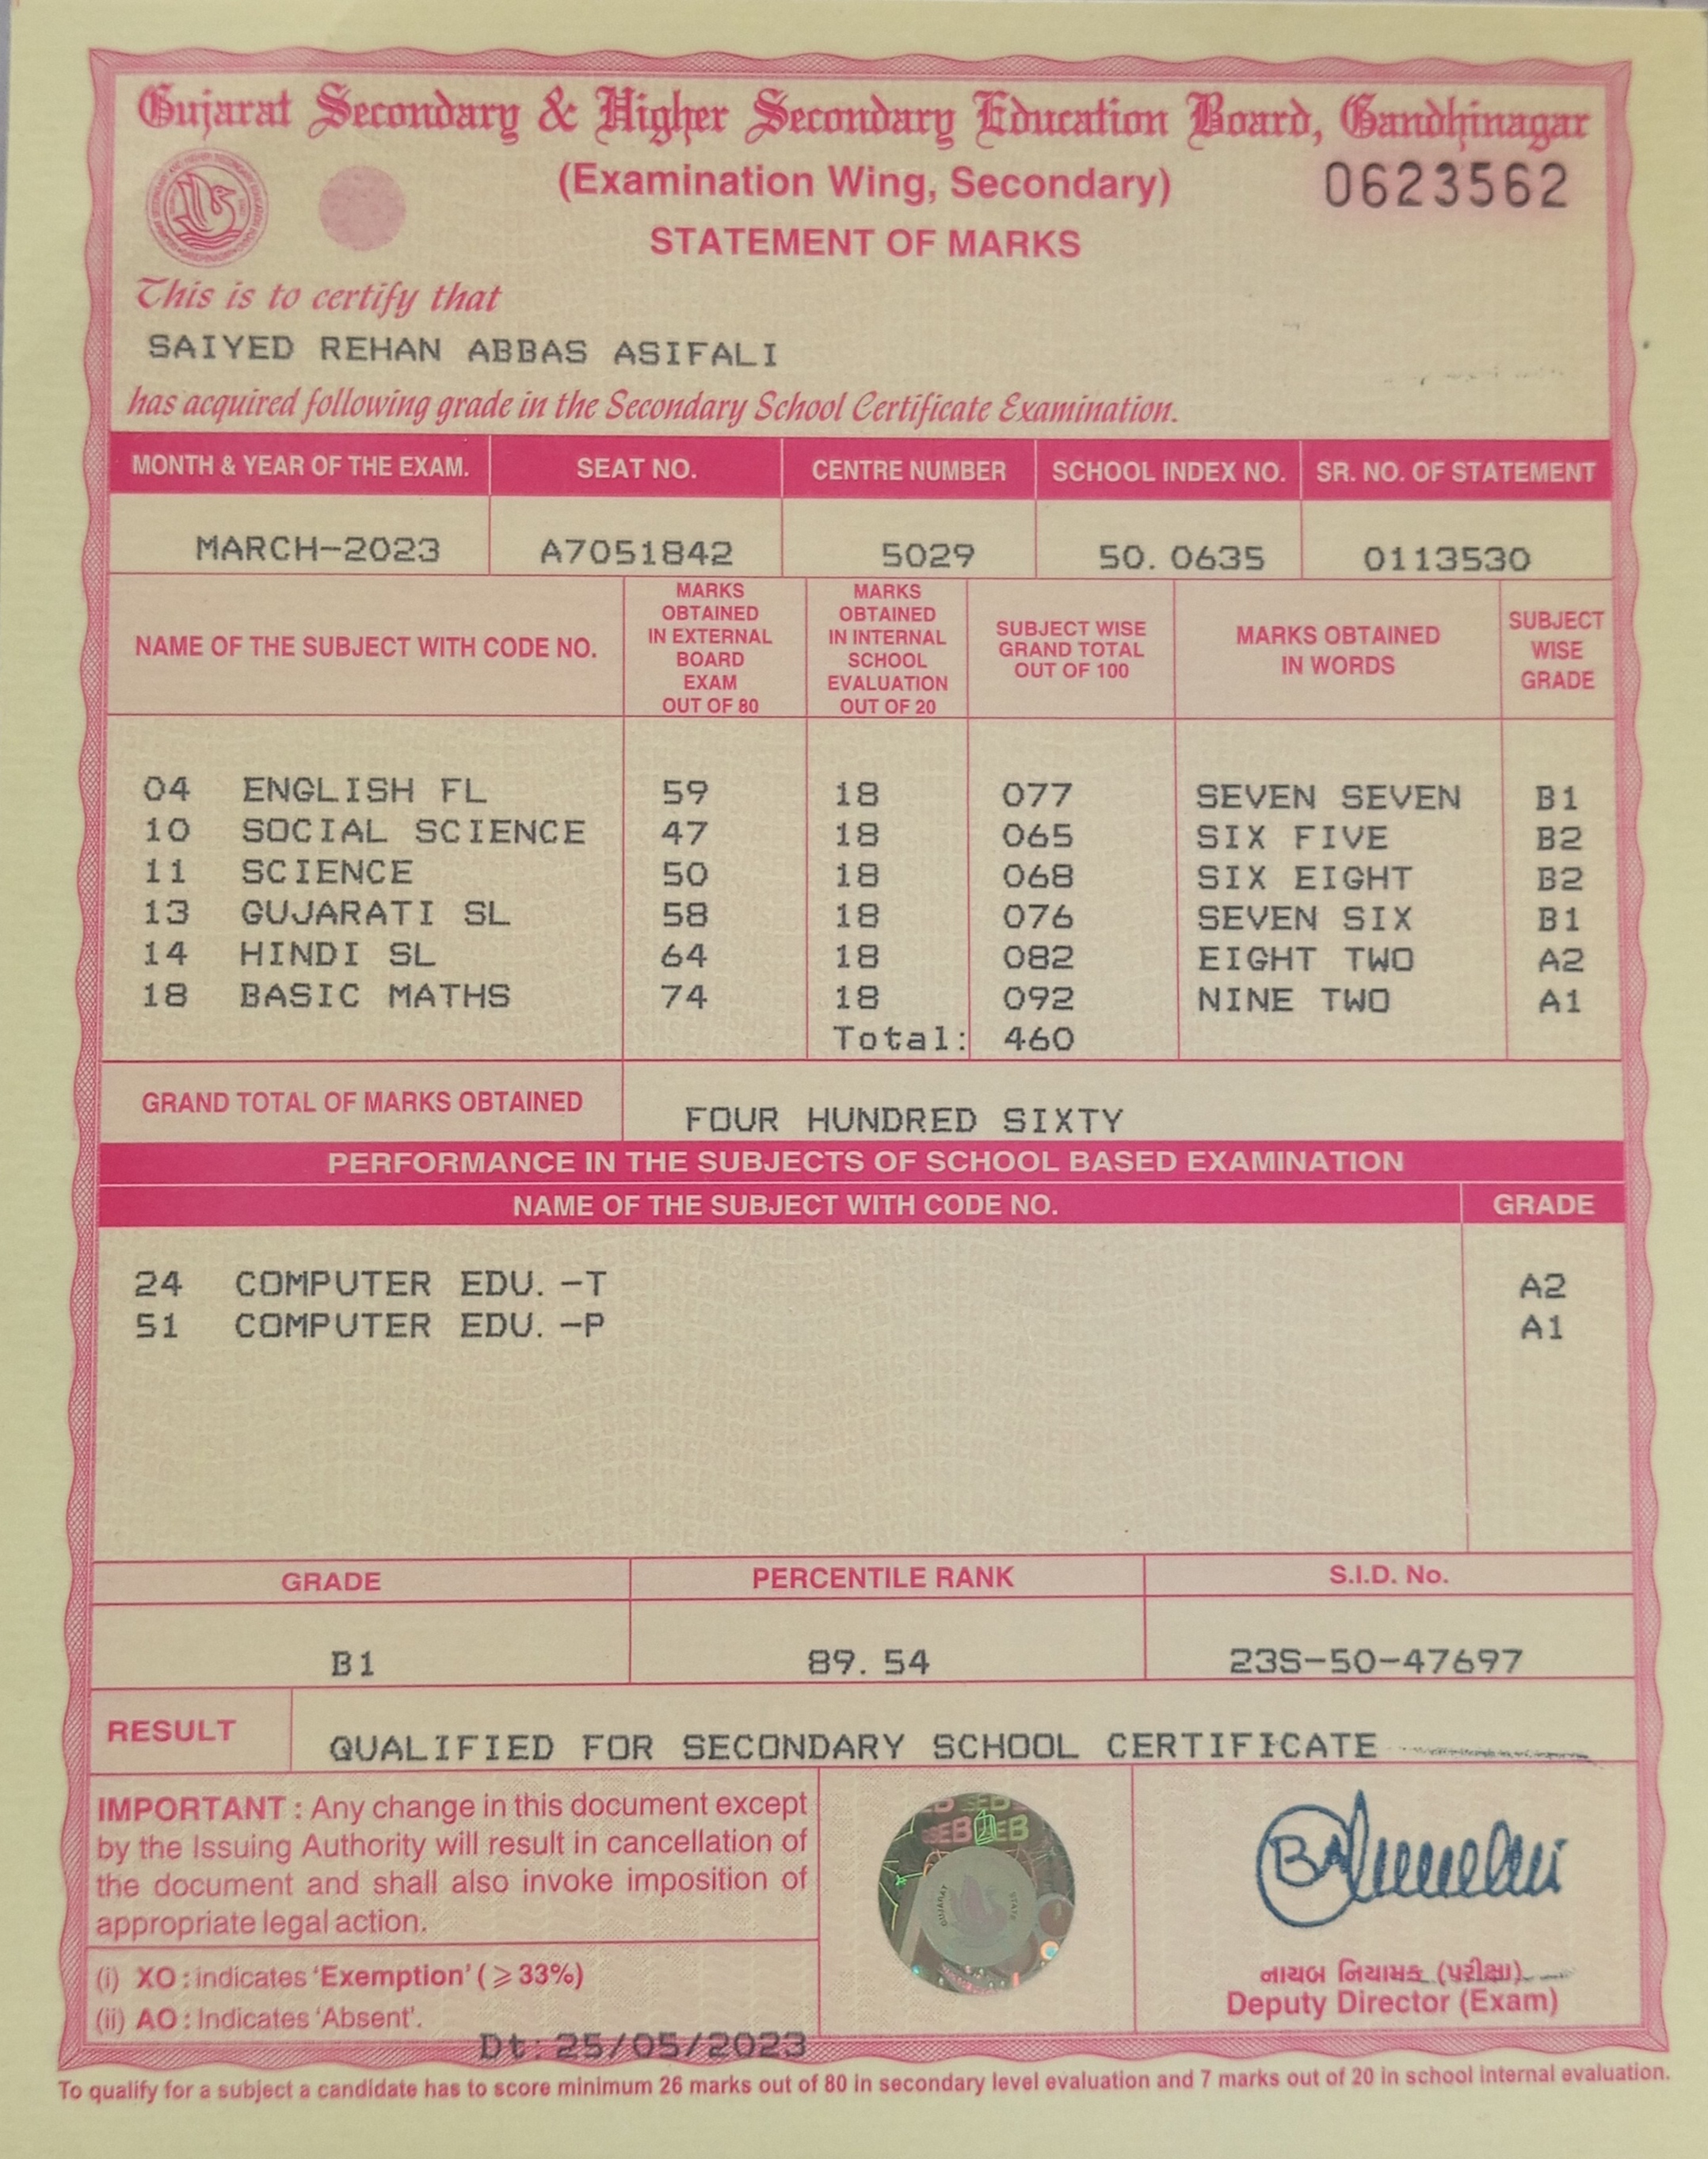 Gujarat Secondary & Higher Secondary Education Board, Gandhinagar
(Examination Wing, Secondary)
0623562
STATEMENT OF MARKS
This is to certify that
SAIYED REHAN ABBAS ASIFALI
has acquired following grade in the Secondary School Certificate Examination.
MONTH & YEAR OF THE EXAM. SEAT NO. CENTRE NUMBER SCHOOL INDEX NO. SR. NO. OF STATEMENT
MARCH-2023 A7051842 5029 50.0635 0113530
NAME OF THE SUBJECT WITH CODE NO.
MARKS
OBTAINED
IN EXTERNAL
BOARD
EXAM
OUT OF 80
MARKS
OBTAINED
IN INTERNAL
SCHOOL
EVALUATION
OUT OF 20
SUBJECT WISE
GRAND TOTAL
OUT OF 100
MARKS OBTAINED
IN WORDS
SUBJECT
WISE
GRADE
04 ENGLISH FL 59 18 077 SEVEN SEVEN B1
10 SOCIAL SCIENCE 47 18 065 SIX FIVE B2
11 SCIENCE 50 18 068 SIX EIGHT B2
13 GUJARATI SL 58 18 076 SEVEN SIX B1
14 HINDI SL 64 18 082 EIGHT TWO A2
18 BASIC MATHS 74 18 092 NINE TWO A1
Total: 460
GRAND TOTAL OF MARKS OBTAINED FOUR HUNDRED SIXTY
PERFORMANCE IN THE SUBJECTS OF SCHOOL BASED EXAMINATION
NAME OF THE SUBJECT WITH CODE NO. GRADE
24 COMPUTER EDU.-T A2
51 COMPUTER EDU.-P A1
GRADE PERCENTILE RANK S.I.D. No.
B1 89.54 23S-50-47697
RESULT QUALIFIED FOR SECONDARY SCHOOL CERTIFICATE
IMPORTANT : Any change in this document except
by the Issuing Authority will result in cancellation of
the document and shall also invoke imposition of
appropriate legal action.
(i) XO : indicates 'Exemption' (⩾ 33%)
(ii) AO : Indicates 'Absent'.
GUJARAT STATE
નાયબ નિયામક (પરીક્ષા)
Deputy Director (Exam)
Dt: 25/05/2023
To qualify for a subject a candidate has to score minimum 26 marks out of 80 in secondary level evaluation and 7 marks out of 20 in school internal evaluation.